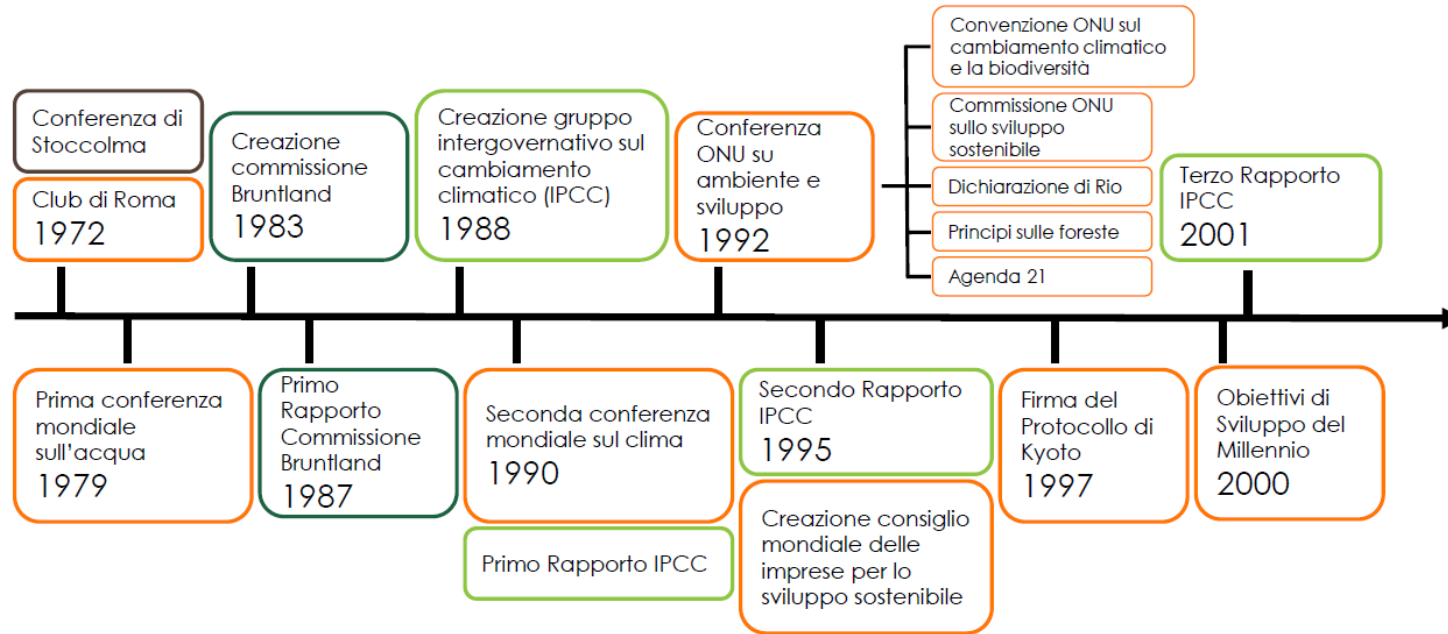 Conferenza di
Stoccolma
Club di Roma
1972
Creazione
commissione
Bruntland
1983
Creazione gruppo
intergovernativo sul
cambiamento
climatico (IPCC)
1988
Conferenza
ONU su
ambiente e
sviluppo
1992
Convenzione ONU sul
cambiamento climatico
e la biodiversità
Commissione ONU
sullo sviluppo
sostenibile
Dichiarazione di Rio
Principi sulle foreste
Agenda 21
Terzo Rapporto
IPCC
2001
Prima conferenza
mondiale
sull'acqua
1979
Primo
Rapporto
Commissione
Bruntland
1987
Seconda conferenza
mondiale sul clima
1990
Primo Rapporto IPCC
Secondo Rapporto
IPCC
1995
Creazione consiglio
mondiale delle
imprese per lo
sviluppo sostenibile
Firma del
Protocollo di
Kyoto
1997
Obiettivi di
Sviluppo del
Millennio
2000